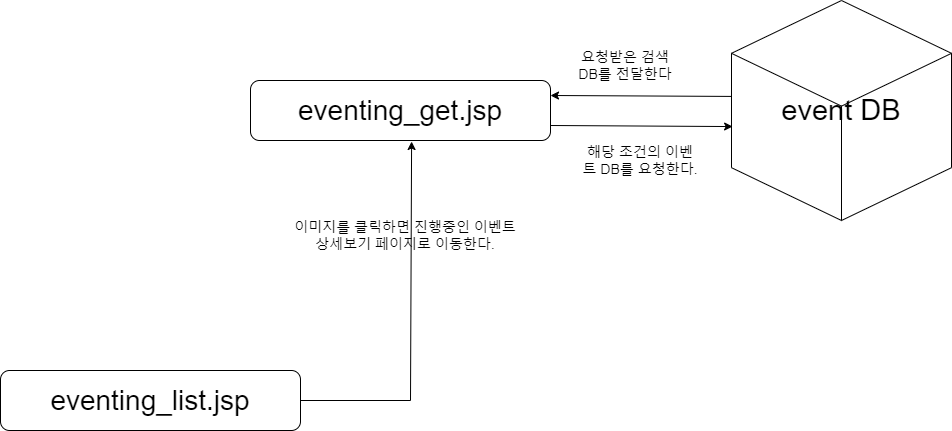 요청받은 검색
DB를 전달한다
eventing_get.jsp
event DB
해당 조건의 이벤
트 DB를 요청한다.
이미지를 클릭하면 진행중인 이벤트
상세보기 페이지로 이동한다.
eventing_list.jsp